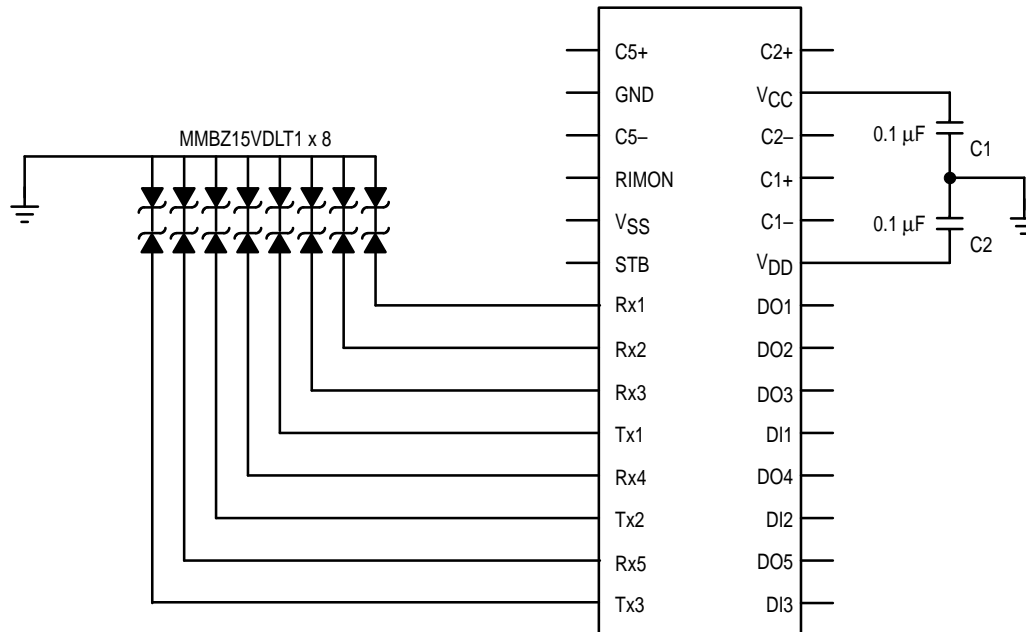 C5+
GND
C5–
RIMON
VSS
STB
Rx1
Rx2
Rx3
Tx1
Rx4
Tx2
Rx5
Tx3
C2+
VCC
C2–
C1+
C1–
VDD
DO1
DO2
DO3
DI1
DO4
DI2
DO5
DI3
MMBZ15VDLT1 x 8
0.1 µF
C1
0.1 µF
C2